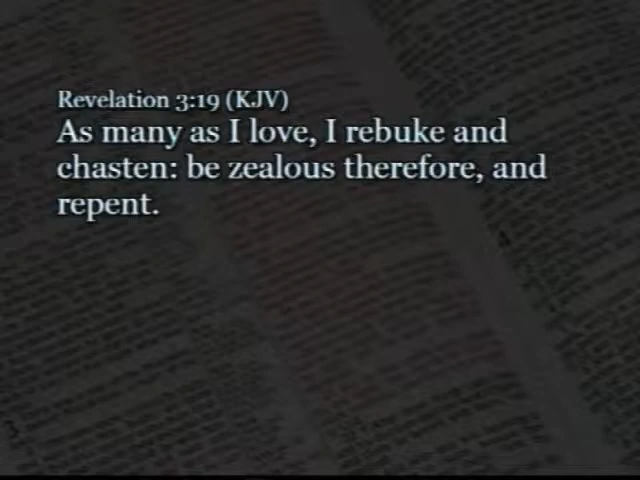 Revelation 3:19 (KJV)
As many as I love, I rebuke and
chasten: be zealous therefore, and
repent.